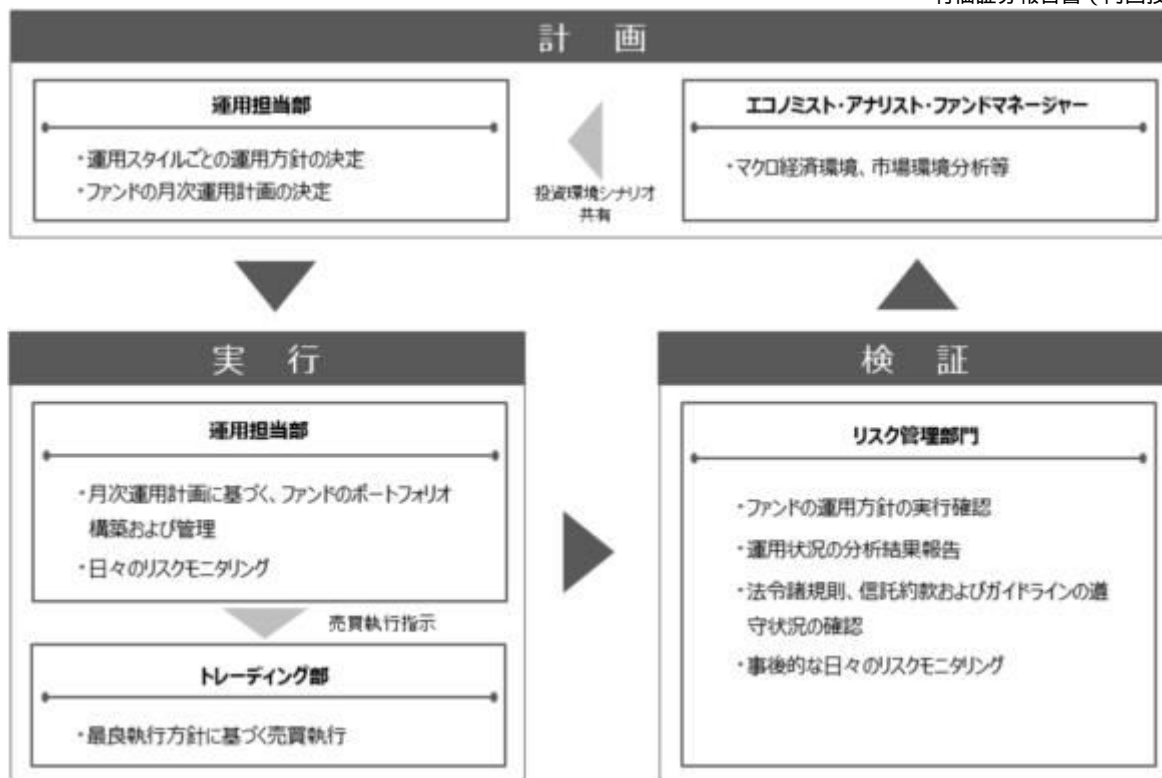 計 画
運用担当部
・運用スタイルごとの運用方針の決定
・ファンドの月次運用計画の決定
投資環境シナリオ
共有
エコノミスト・アナリスト・ファンドマネージャー
・マクロ経済環境、市場環境分析等
実 行
運用担当部
・月次運用計画に基づく、ファンドのポートフォリオ
構築および管理
・日々のリスクモニタリング
売買執行指示
トレーディング部
・最良執行方針に基づく売買執行
検 証
リスク管理部門
・ファンドの運用方針の実行確認
・運用状況の分析結果報告
・法令諸規則、信託約款およびガイドラインの遵
守状況の確認
・事後的な日々のリスクモニタリング